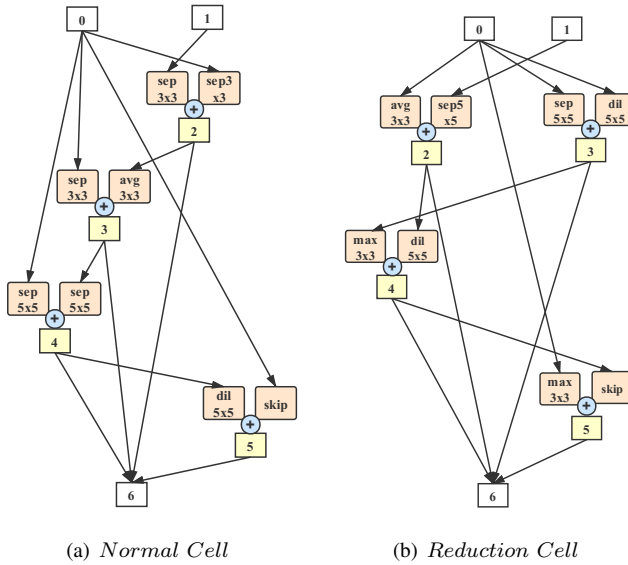 0
1
sep
3x3
sep3
x3
+
2
sep
3x3
avg
3x3
+
3
sep
5x5
sep
5x5
+
4
dil
5x5
skip
+
5
6
(a) Normal Cell
0
1
avg
3x3
sep5
x5
+
2
sep
5x5
dil
5x5
+
3
max
3x3
dil
5x5
+
4
max
3x3
skip
+
5
6
(b) Reduction Cell